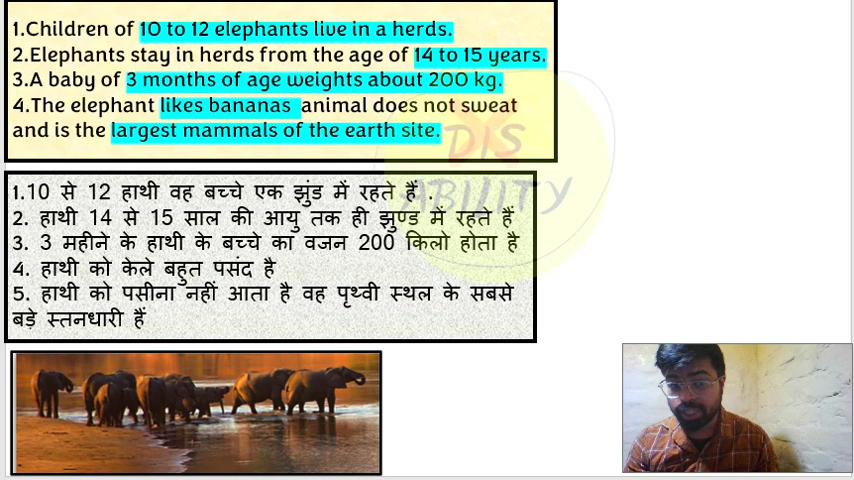 1.Children of 10 to 12 elephants live in a herds.
2.Elephants stay in herds from the age of 14 to 15 years.
3.A baby of 3 months of age weights about 200 kg.
4.The elephant likes bananas animal does not sweat
and is the largest mammals of the earth site.
DIS
ABILITY
1.10 से 12 हाथी वह बच्चे एक झुंड में रहते हैं .
2. हाथी 14 से 15 साल की आयु तक ही झुण्ड में रहते हैं
3. 3 महीने के हाथी के बच्चे का वजन 200 किलो होता है
4. हाथी को केले बहुत पसंद है
5. हाथी को पसीना नहीं आता है वह पृथ्वी स्थल के सबसे
बड़े स्तनधारी हैं